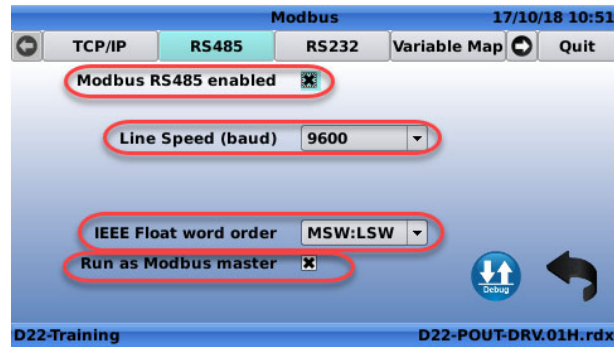 Modbus 17/10/18 10:51
TCP/IP RS485 RS232 Variable Map Quit
Modbus RS485 enabled
Line Speed (baud) 9600
IEEE Float word order MSW:LSW
Run as Modbus master
Debug
D22-Training D22-POUT-DRV.01H.rdx